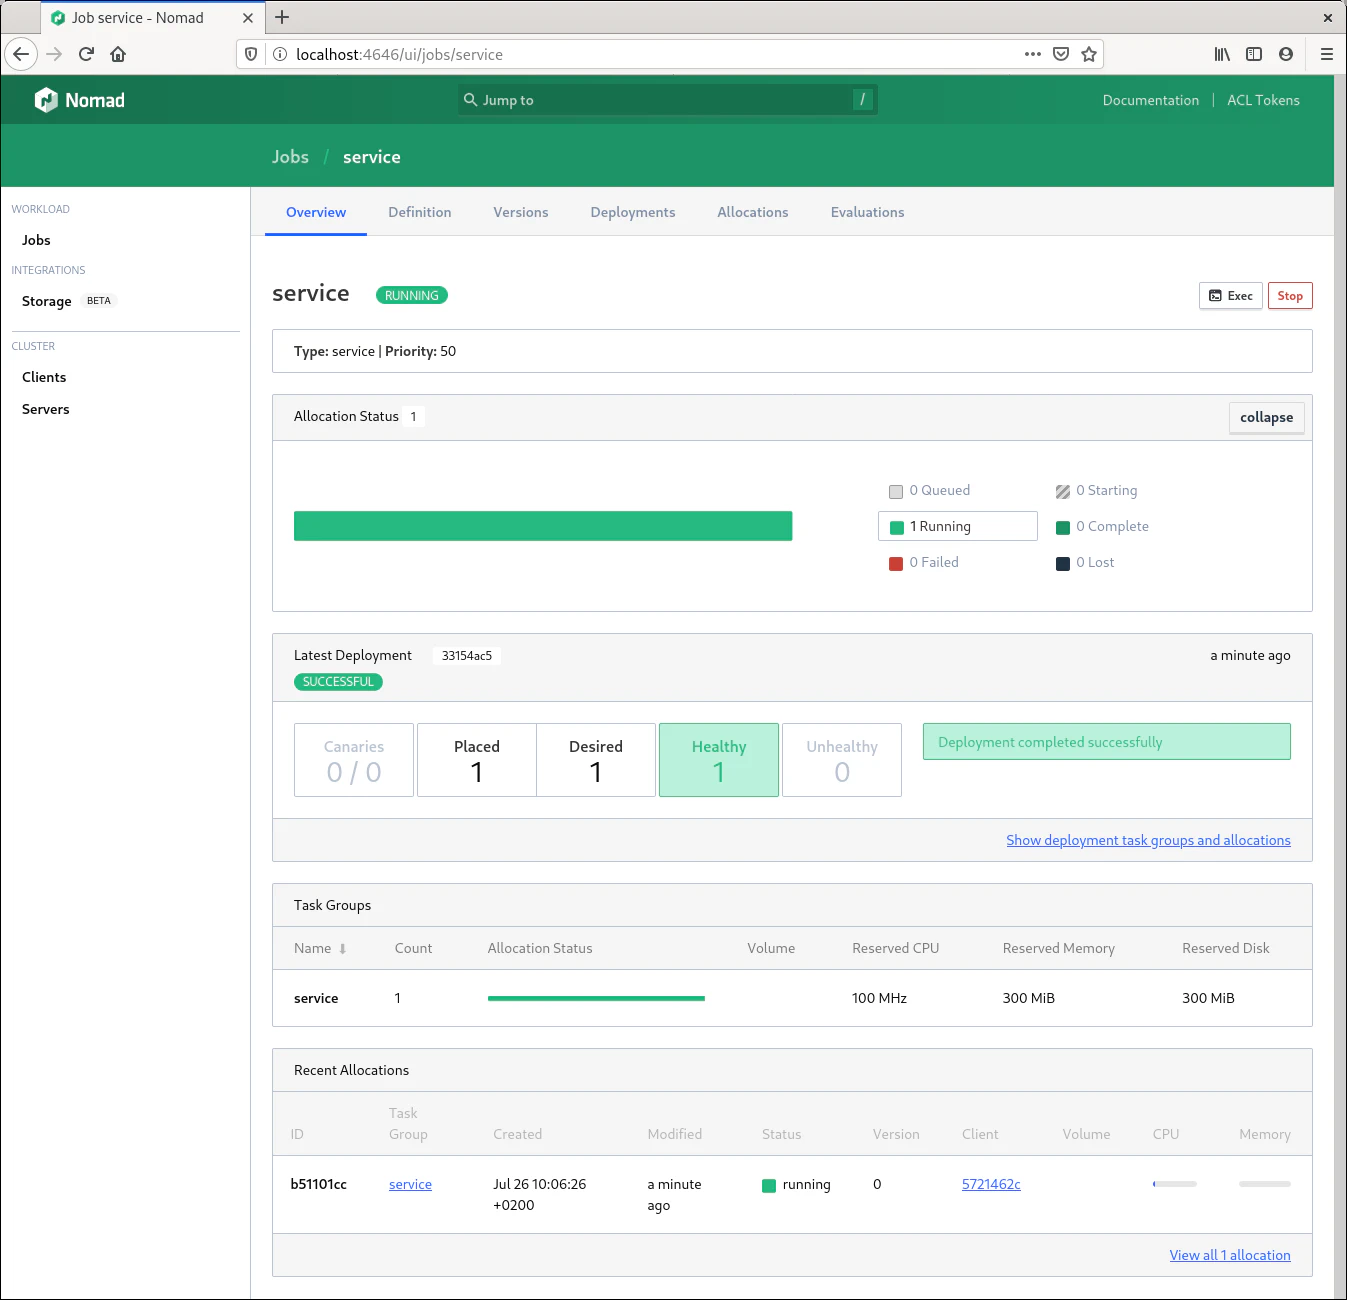 Job service - Nomad
localhost:4646/ui/jobs/service
Nomad
Jump to
/
Documentation | ACL Tokens
Jobs / service
WORKLOAD
Jobs
INTEGRATIONS
Storage BETA
CLUSTER
Clients
Servers
Overview Definition Versions Deployments Allocations Evaluations
service RUNNING
Exec Stop
Type: service | Priority: 50
Allocation Status 1
collapse
0 Queued 0 Starting
1 Running 0 Complete
0 Failed 0 Lost
Latest Deployment 33154ac5 a minute ago
SUCCESSFUL
Canaries Placed Desired Healthy Unhealthy
0 / 0 1 1 1 0
Deployment completed successfully
Show deployment task groups and allocations
Task Groups
Name Count Allocation Status Volume Reserved CPU Reserved Memory Reserved Disk
service 1 100 MHz 300 MiB 300 MiB
Recent Allocations
ID Task Group Created Modified Status Version Client Volume CPU Memory
b51101cc service Jul 26 10:06:26 +0200 a minute ago running 0 5721462c
View all 1 allocation